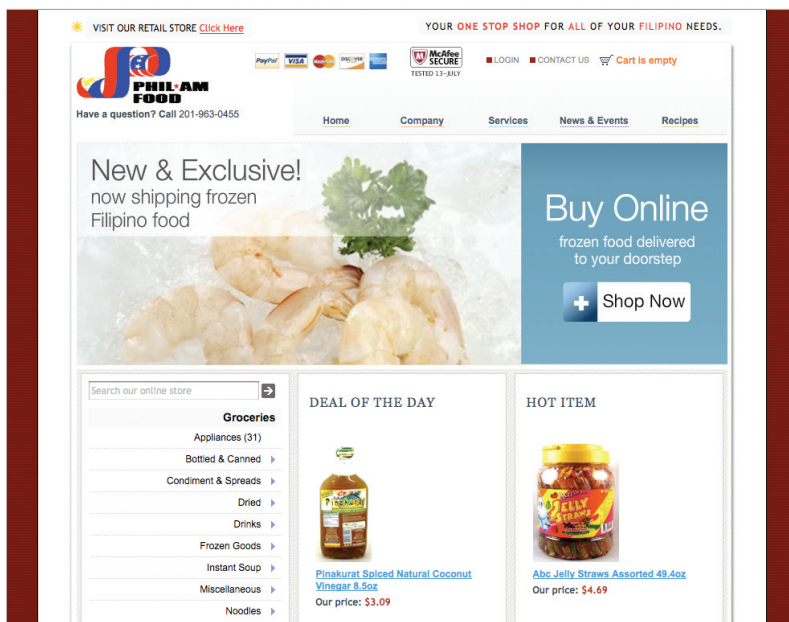 VISIT OUR RETAIL STORE Click Here
YOUR ONE STOP SHOP FOR ALL OF YOUR FILIPINO NEEDS.
PHIL★AM
FOOD
PayPal VISA MasterCard DISCOVER
McAfee
SECURE
TESTED 13-JULY
LOGIN CONTACT US Cart is empty
Have a question? Call 201-963-0455
Home Company Services News & Events Recipes
New & Exclusive!
now shipping frozen
Filipino food
Buy Online
frozen food delivered
to your doorstep
Shop Now
Search our online store
Groceries
Appliances (31)
Bottled & Canned
Condiment & Spreads
Dried
Drinks
Frozen Goods
Instant Soup
Miscellaneous
Noodles
DEAL OF THE DAY
Pinakurat
Pinakurat Spiced Natural Coconut
Vinegar 8.5oz
Our price: $3.09
HOT ITEM
JELLY
STRAWS
Abc Jelly Straws Assorted 49.4oz
Our price: $4.69